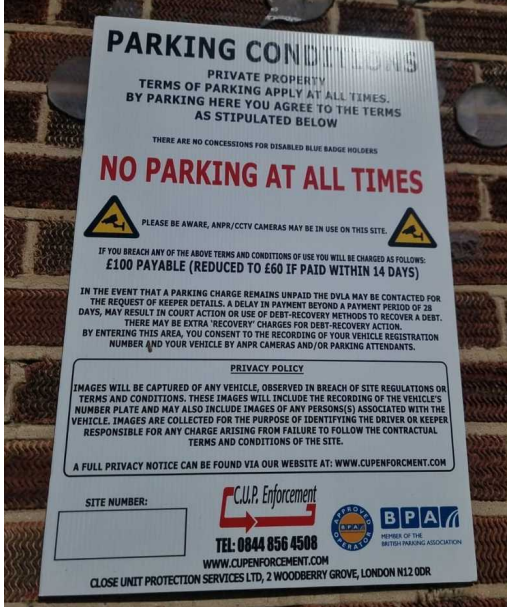 PARKING CONDITIONS
PRIVATE PROPERTY
TERMS OF PARKING APPLY AT ALL TIMES.
BY PARKING HERE YOU AGREE TO THE TERMS
AS STIPULATED BELOW
THERE ARE NO CONCESSIONS FOR DISABLED BLUE BADGE HOLDERS
NO PARKING AT ALL TIMES
PLEASE BE AWARE, ANPR/CCTV CAMERAS MAY BE IN USE ON THIS SITE.
IF YOU BREACH ANY OF THE ABOVE TERMS AND CONDITIONS OF USE YOU WILL BE CHARGED AS FOLLOWS:
£100 PAYABLE (REDUCED TO £60 IF PAID WITHIN 14 DAYS)
IN THE EVENT THAT A PARKING CHARGE REMAINS UNPAID THE DVLA MAY BE CONTACTED FOR
THE REQUEST OF KEEPER DETAILS. A DELAY IN PAYMENT BEYOND A PAYMENT PERIOD OF 28
DAYS, MAY RESULT IN COURT ACTION OR USE OF DEBT-RECOVERY METHODS TO RECOVER A DEBT.
THERE MAY BE EXTRA 'RECOVERY' CHARGES FOR DEBT-RECOVERY ACTION.
BY ENTERING THIS AREA, YOU CONSENT TO THE RECORDING OF YOUR VEHICLE REGISTRATION
NUMBER AND YOUR VEHICLE BY ANPR CAMERAS AND/OR PARKING ATTENDANTS.
PRIVACY POLICY
IMAGES WILL BE CAPTURED OF ANY VEHICLE, OBSERVED IN BREACH OF SITE REGULATIONS OR
TERMS AND CONDITIONS. THESE IMAGES WILL INCLUDE THE RECORDING OF THE VEHICLE'S
NUMBER PLATE AND MAY ALSO INCLUDE IMAGES OF ANY PERSONS(S) ASSOCIATED WITH THE
VEHICLE. IMAGES ARE COLLECTED FOR THE PURPOSE OF IDENTIFYING THE DRIVER OR KEEPER
RESPONSIBLE FOR ANY CHARGE ARISING FROM FAILURE TO FOLLOW THE CONTRACTUAL
TERMS AND CONDITIONS OF THE SITE.
A FULL PRIVACY NOTICE CAN BE FOUND VIA OUR WEBSITE AT: WWW.CUPENFORCMENT.COM
SITE NUMBER:
C.U.P. Enforcement
TEL: 0844 856 4508
APPROVED
BPA
OPERATOR
BPA
MEMBER OF THE
BRITISH PARKING ASSOCIATION
WWW.CUPENFORCEMENT.COM
CLOSE UNIT PROTECTION SERVICES LTD, 2 WOODBERRY GROVE, LONDON N12 0DR